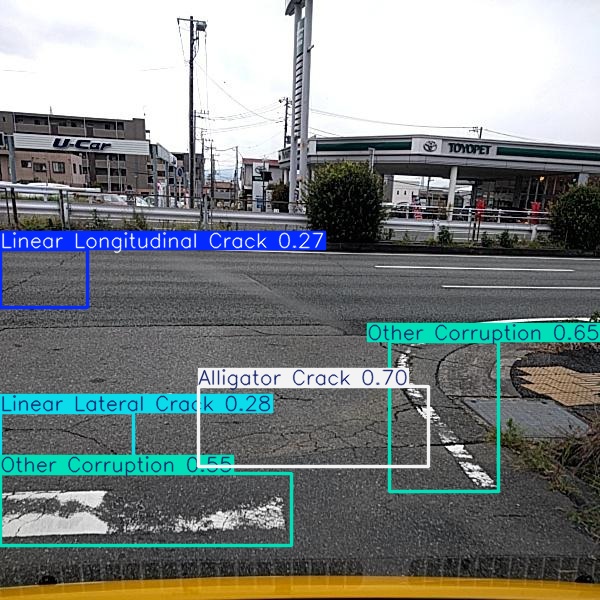 U-Car
TOYOPET
Linear Longitudinal Crack 0.27
Other Corruption 0.65
Alligator Crack 0.70
Linear Lateral Crack 0.28
Other Corruption 0.55